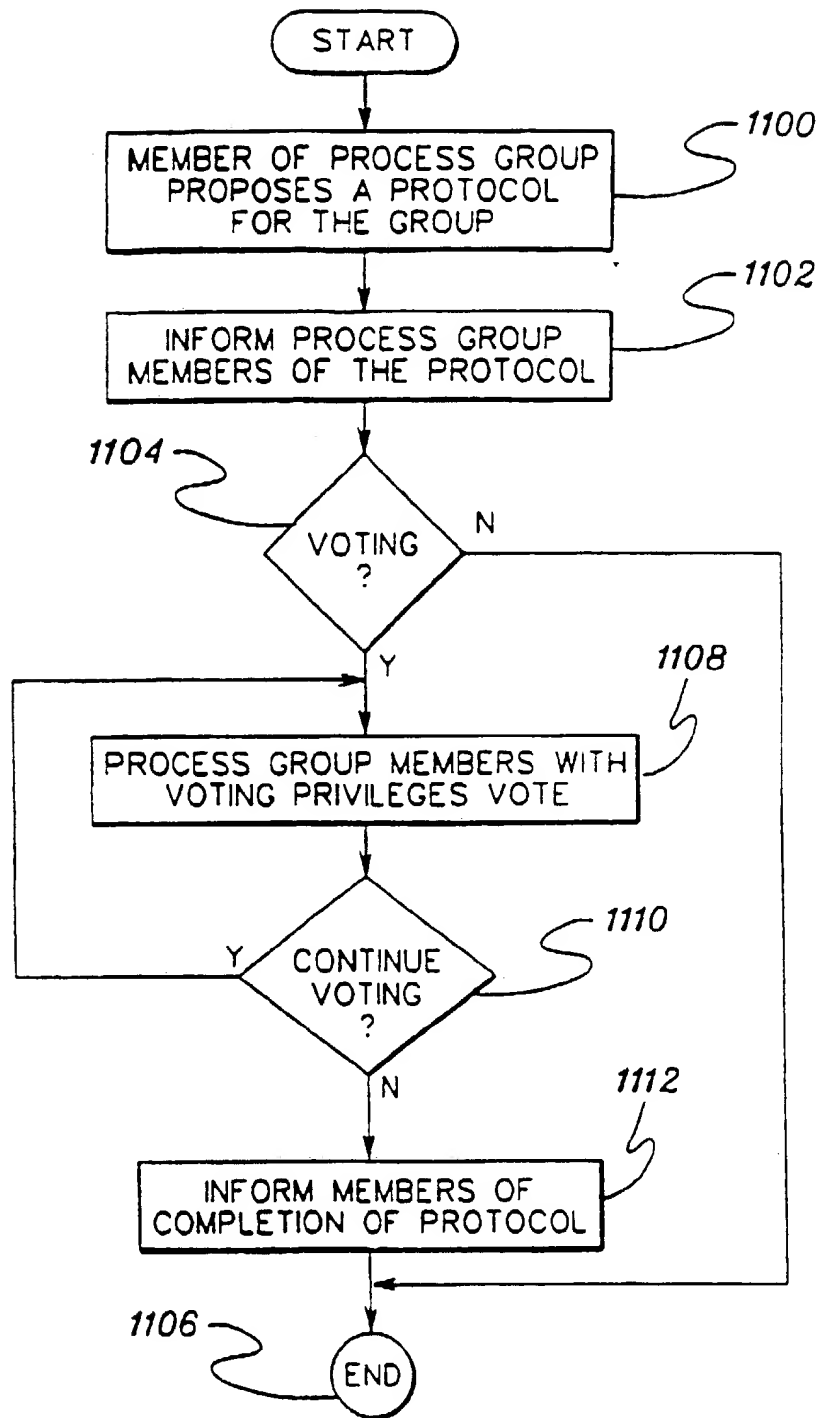 START
MEMBER OF PROCESS GROUP
PROPOSES A PROTOCOL
FOR THE GROUP
1100
INFORM PROCESS GROUP
MEMBERS OF THE PROTOCOL
1102
1104
VOTING
?
N
Y
1108
PROCESS GROUP MEMBERS WITH
VOTING PRIVILEGES VOTE
1110
Y
CONTINUE
VOTING
?
N
1112
INFORM MEMBERS OF
COMPLETION OF PROTOCOL
1106
END